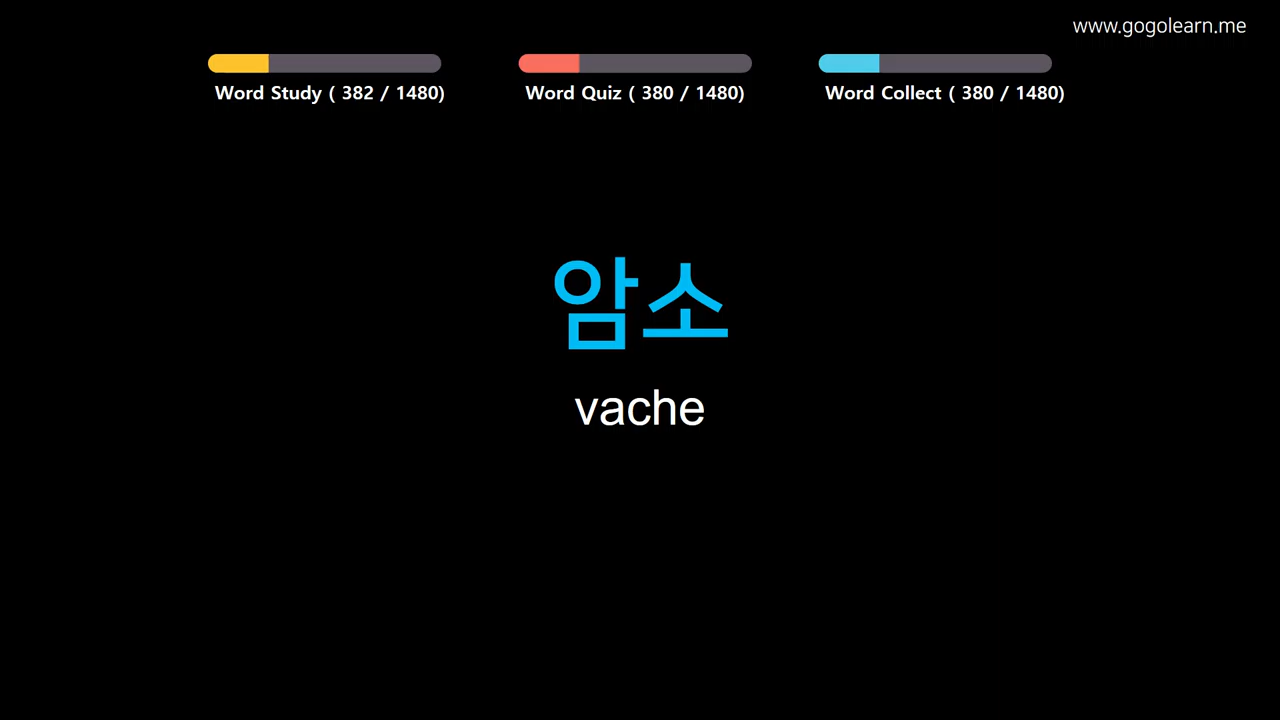 www.gogolearn.me
Word Study ( 382 / 1480)
Word Quiz ( 380 / 1480)
Word Collect ( 380 / 1480)
암소
vache